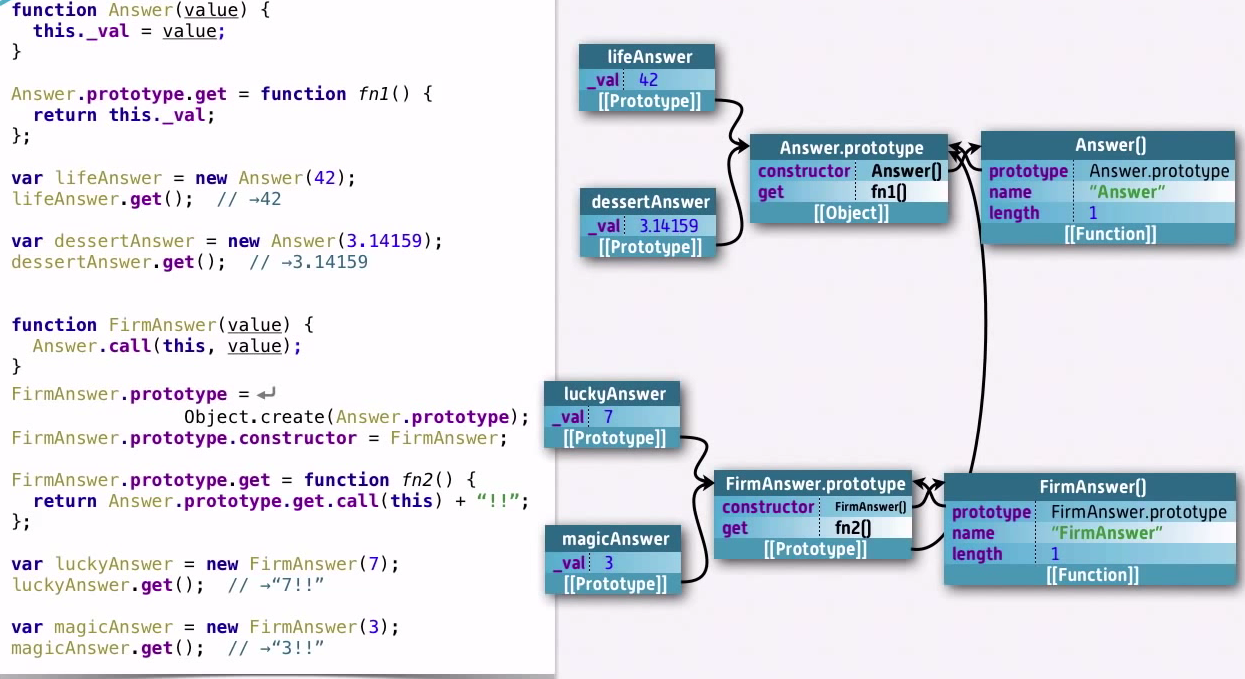 function Answer(value) {
  this._val = value;
}
Answer.prototype.get = function fn1() {
  return this._val;
};
var lifeAnswer = new Answer(42);
lifeAnswer.get();  // →42
var dessertAnswer = new Answer(3.14159);
dessertAnswer.get();  // →3.14159
function FirmAnswer(value) {
  Answer.call(this, value);
}
FirmAnswer.prototype = ↵
Object.create(Answer.prototype);
FirmAnswer.prototype.constructor = FirmAnswer;
FirmAnswer.prototype.get = function fn2() {
  return Answer.prototype.get.call(this) + “!!”;
};
var luckyAnswer = new FirmAnswer(7);
luckyAnswer.get();  // →“7!!”
var magicAnswer = new FirmAnswer(3);
magicAnswer.get();  // →“3!!”
lifeAnswer
_val 42
[[Prototype]]
dessertAnswer
_val 3.14159
[[Prototype]]
Answer.prototype
constructor Answer()
get fn1()
[[Object]]
Answer()
prototype Answer.prototype
name “Answer”
length 1
[[Function]]
luckyAnswer
_val 7
[[Prototype]]
magicAnswer
_val 3
[[Prototype]]
FirmAnswer.prototype
constructor FirmAnswer()
get fn2()
[[Prototype]]
FirmAnswer()
prototype FirmAnswer.prototype
name “FirmAnswer”
length 1
[[Function]]